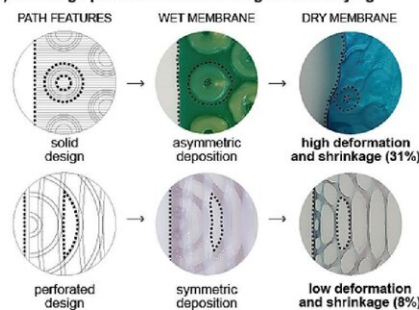 PATH FEATURES
WET MEMBRANE
DRY MEMBRANE
solid
design
asymmetric
deposition
high deformation
and shrinkage (31%)
perforated
design
symmetric
deposition
low deformation
and shrinkage (8%)